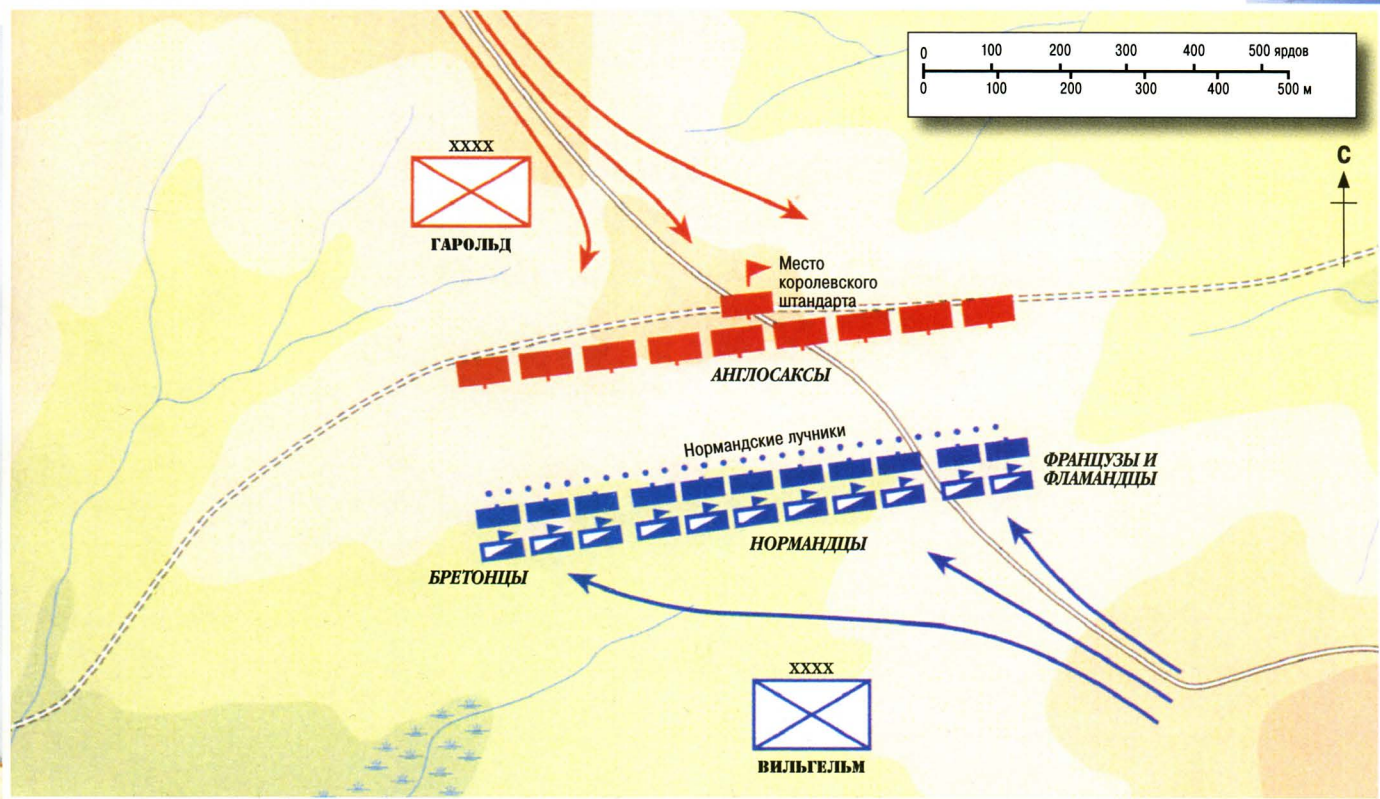 0 100 200 300 400 500 ярдов
0 100 200 300 400 500 м
С
XXXX
ГАРОЛЬД
Место
королевского
штандарта
АНГЛОСАКСЫ
Нормандские лучники
ФРАНЦУЗЫ И
ФЛАМАНДЦЫ
НОРМАНДЦЫ
БРЕТОНЦЫ
XXXX
ВИЛЬГЕЛЬМ